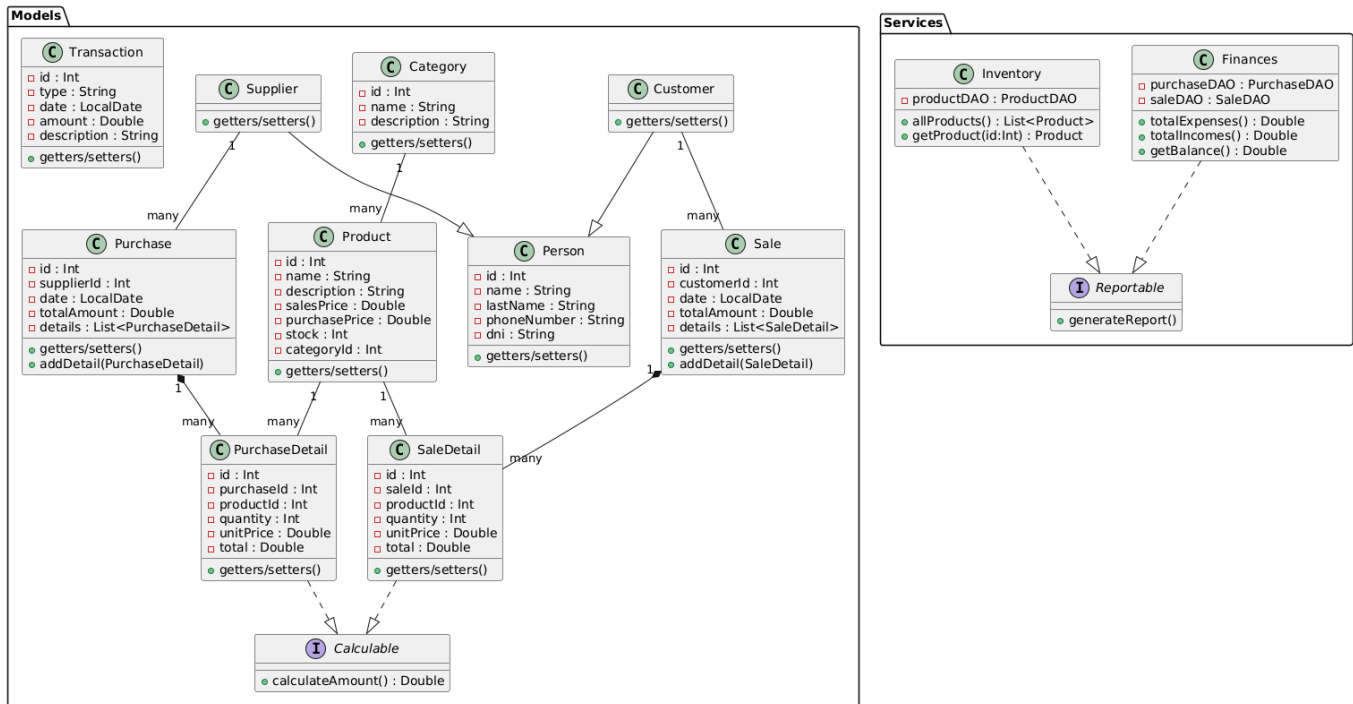 Models
C Transaction
id : Int
type : String
date : LocalDate
amount : Double
description : String
getters/setters()
C Supplier
getters/setters()
C Category
id : Int
name : String
description : String
getters/setters()
C Customer
getters/setters()
1
many
1
many
1
many
C Purchase
id : Int
supplierId : Int
date : LocalDate
totalAmount : Double
details : List<PurchaseDetail>
getters/setters()
addDetail(PurchaseDetail)
C Product
id : Int
name : String
description : String
salesPrice : Double
purchasePrice : Double
stock : Int
categoryId : Int
getters/setters()
C Person
id : Int
name : String
lastName : String
phoneNumber : String
dni : String
getters/setters()
C Sale
id : Int
customerId : Int
date : LocalDate
totalAmount : Double
details : List<SaleDetail>
getters/setters()
addDetail(SaleDetail)
1
many
1
many
1
many
1
many
C PurchaseDetail
id : Int
purchaseId : Int
productId : Int
quantity : Int
unitPrice : Double
total : Double
getters/setters()
C SaleDetail
id : Int
saleId : Int
productId : Int
quantity : Int
unitPrice : Double
total : Double
getters/setters()
I Calculable
calculateAmount() : Double
Services
C Inventory
productDAO : ProductDAO
allProducts() : List<Product>
getProduct(id:Int) : Product
C Finances
purchaseDAO : PurchaseDAO
saleDAO : SaleDAO
totalExpenses() : Double
totalIncomes() : Double
getBalance() : Double
I Reportable
generateReport()